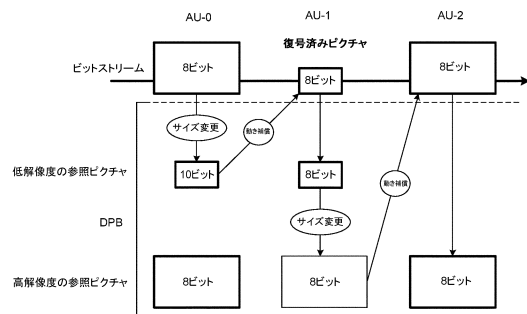 AU-0
AU-1
AU-2
復号済みピクチャ
ビットストリーム
8ビット
8ビット
8ビット
サイズ変更
動き補償
低解像度の参照ピクチャ
10ビット
8ビット
動き補償
DPB
サイズ変更
高解像度の参照ピクチャ
8ビット
8ビット
8ビット